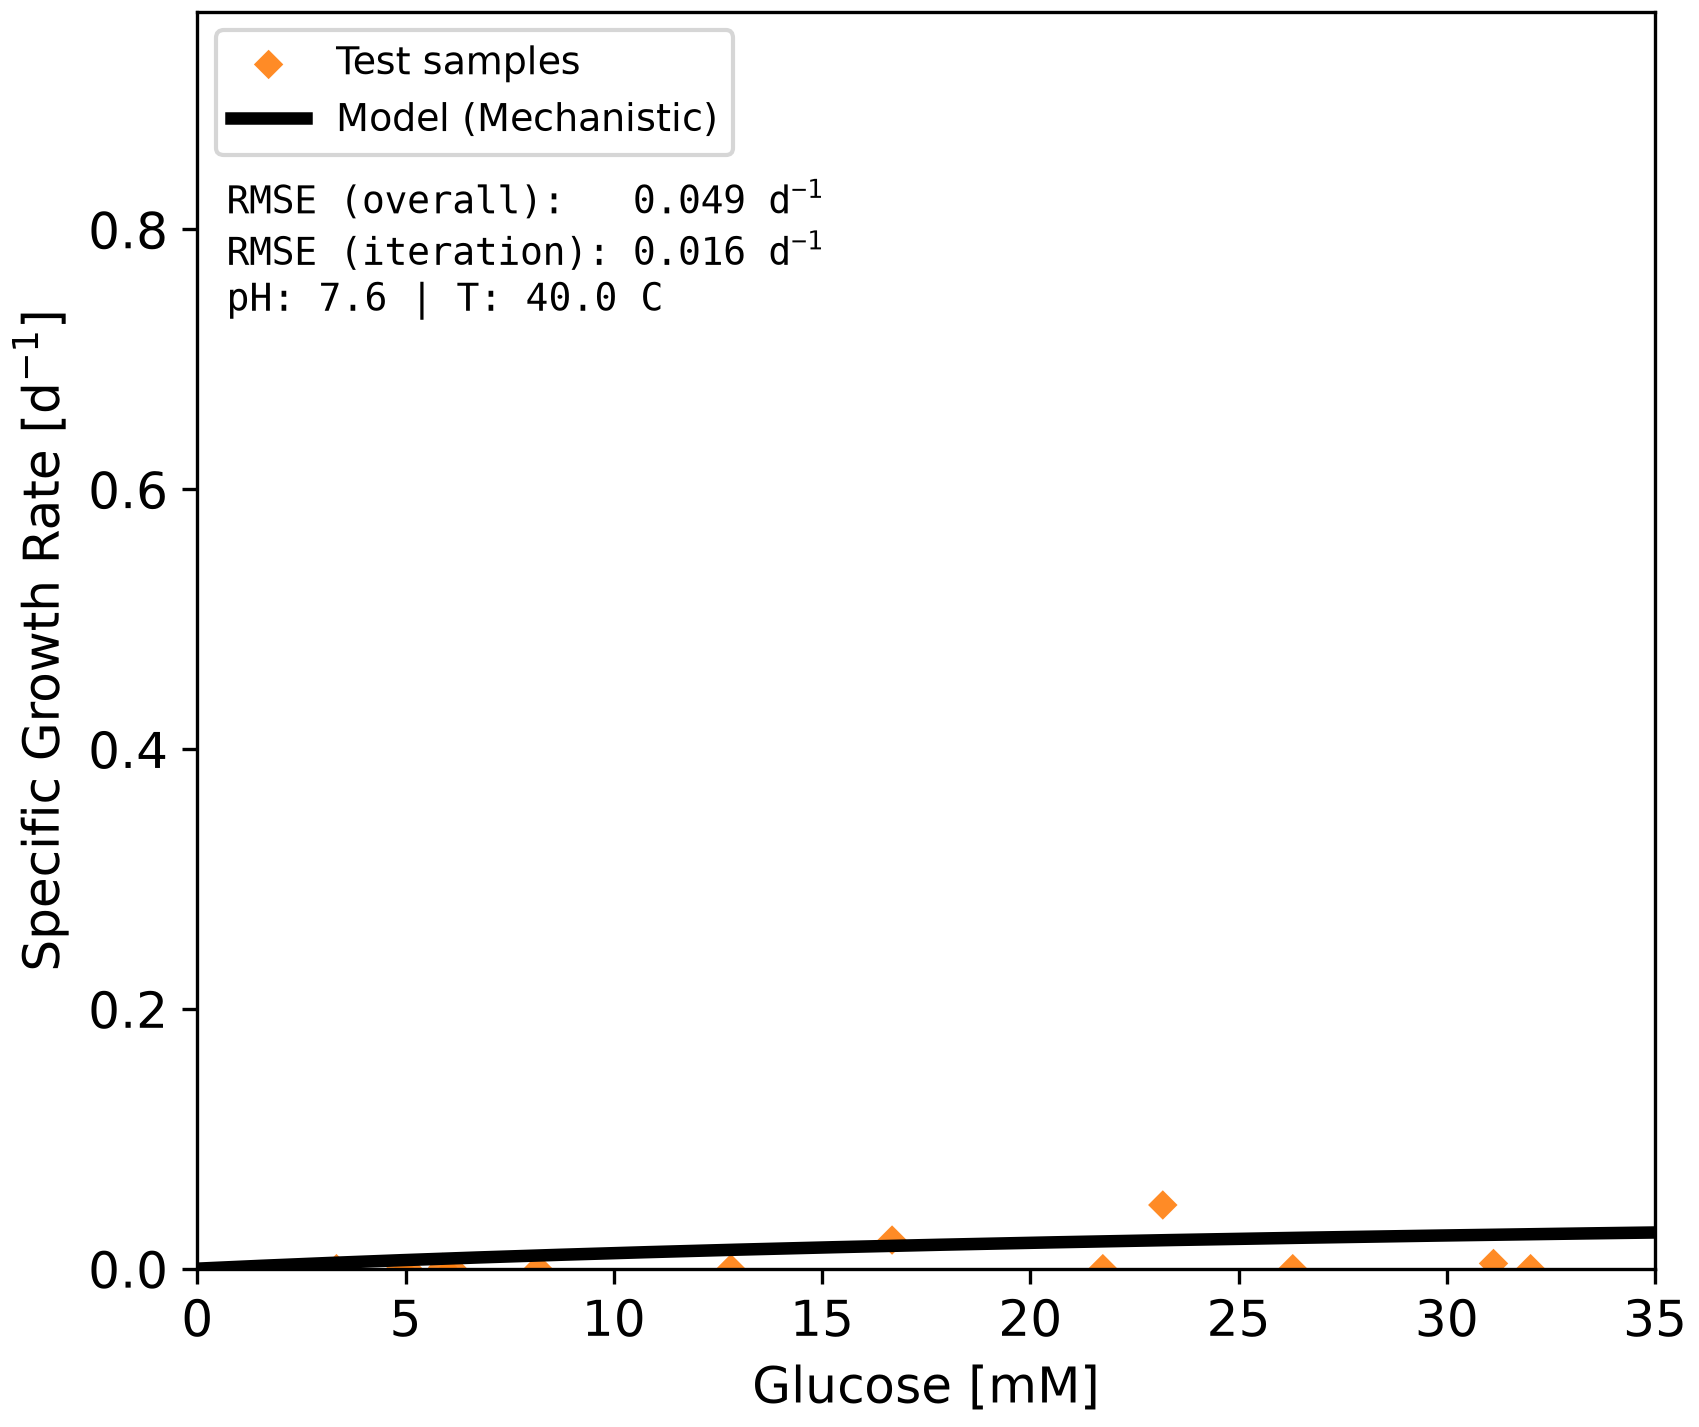 Test samples
Model (Mechanistic)
RMSE (overall):   0.049 d⁻¹
RMSE (iteration): 0.016 d⁻¹
pH: 7.6 | T: 40.0 C
Specific Growth Rate [d⁻¹]
0.8
0.6
0.4
0.2
0.0
0 5 10 15 20 25 30 35
Glucose [mM]